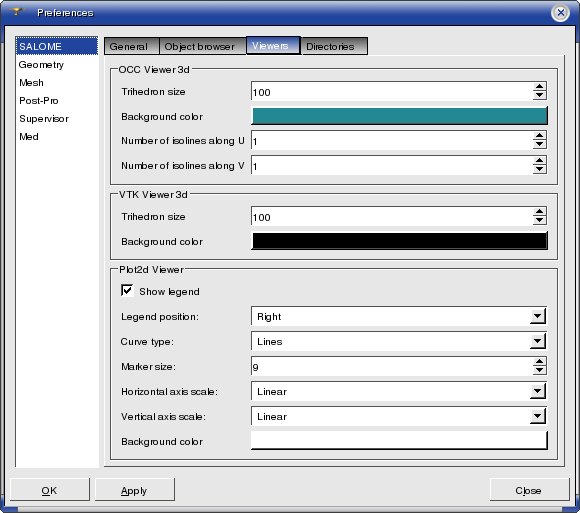 Preferences
SALOME
Geometry
Mesh
Post-Pro
Supervisor
Med
General Object browser Viewers Directories
OCC Viewer 3d
Trihedron size 100
Background color
Number of isolines along U 1
Number of isolines along V 1
VTK Viewer 3d
Trihedron size 100
Background color
Plot2d Viewer
Show legend
Legend position: Right
Curve type: Lines
Marker size: 9
Horizontal axis scale: Linear
Vertical axis scale: Linear
Background color
OK Apply Close